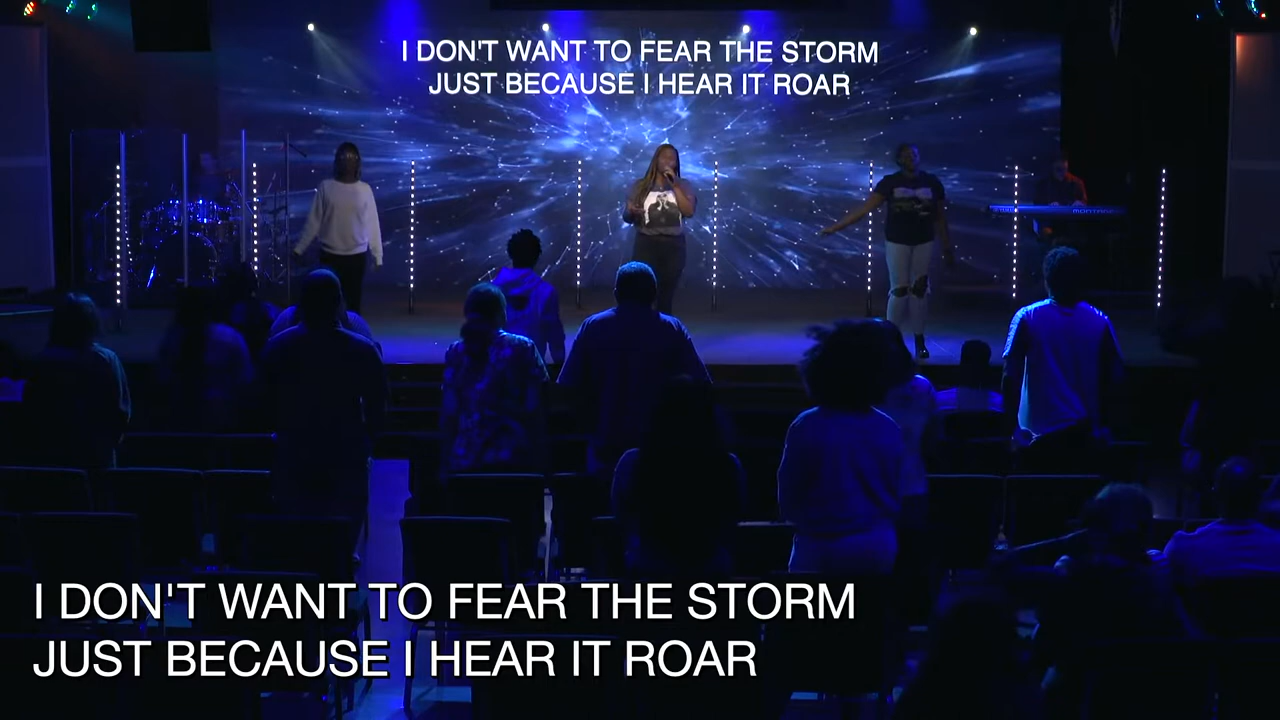 I DON'T WANT TO FEAR THE STORM
JUST BECAUSE I HEAR IT ROAR
MONTAGE
I DON'T WANT TO FEAR THE STORM
JUST BECAUSE I HEAR IT ROAR